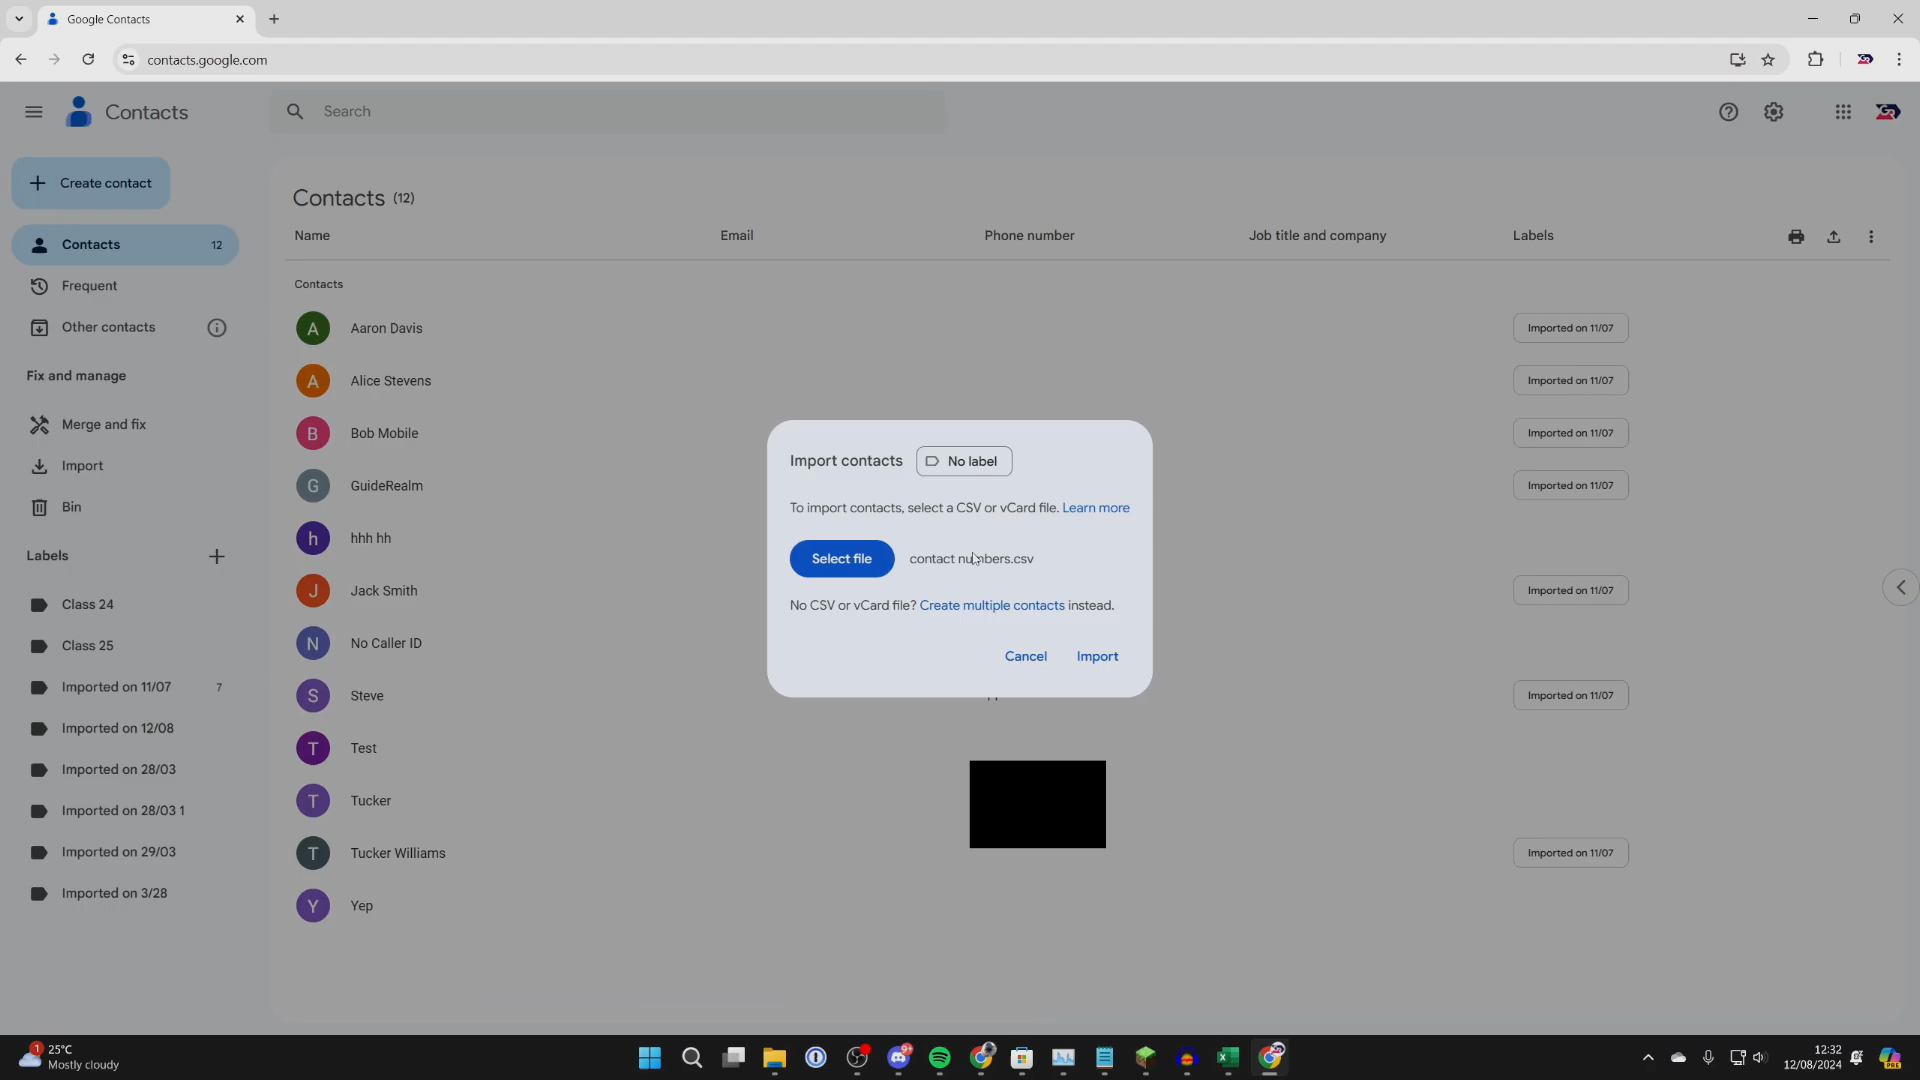 Google Contacts
contacts.google.com
Contacts
Search
Create contact
Contacts 12
Frequent
Other contacts
Fix and manage
Merge and fix
Import
Bin
Labels
Class 24
Class 25
Imported on 11/07 7
Imported on 12/08
Imported on 28/03
Imported on 28/03 1
Imported on 29/03
Imported on 3/28
Contacts (12)
Name Email Phone number Job title and company Labels
Contacts
A Aaron Davis Imported on 11/07
A Alice Stevens Imported on 11/07
B Bob Mobile Imported on 11/07
G GuideRealm Imported on 11/07
h hhh hh
J Jack Smith Imported on 11/07
N No Caller ID
S Steve Imported on 11/07
T Test
T Tucker
T Tucker Williams Imported on 11/07
Y Yep
Import contacts No label
To import contacts, select a CSV or vCard file. Learn more
Select file contact numbers.csv
No CSV or vCard file? Create multiple contacts instead.
Cancel Import
1 25°C
Mostly cloudy
9+
12:32
12/08/2024
PRE